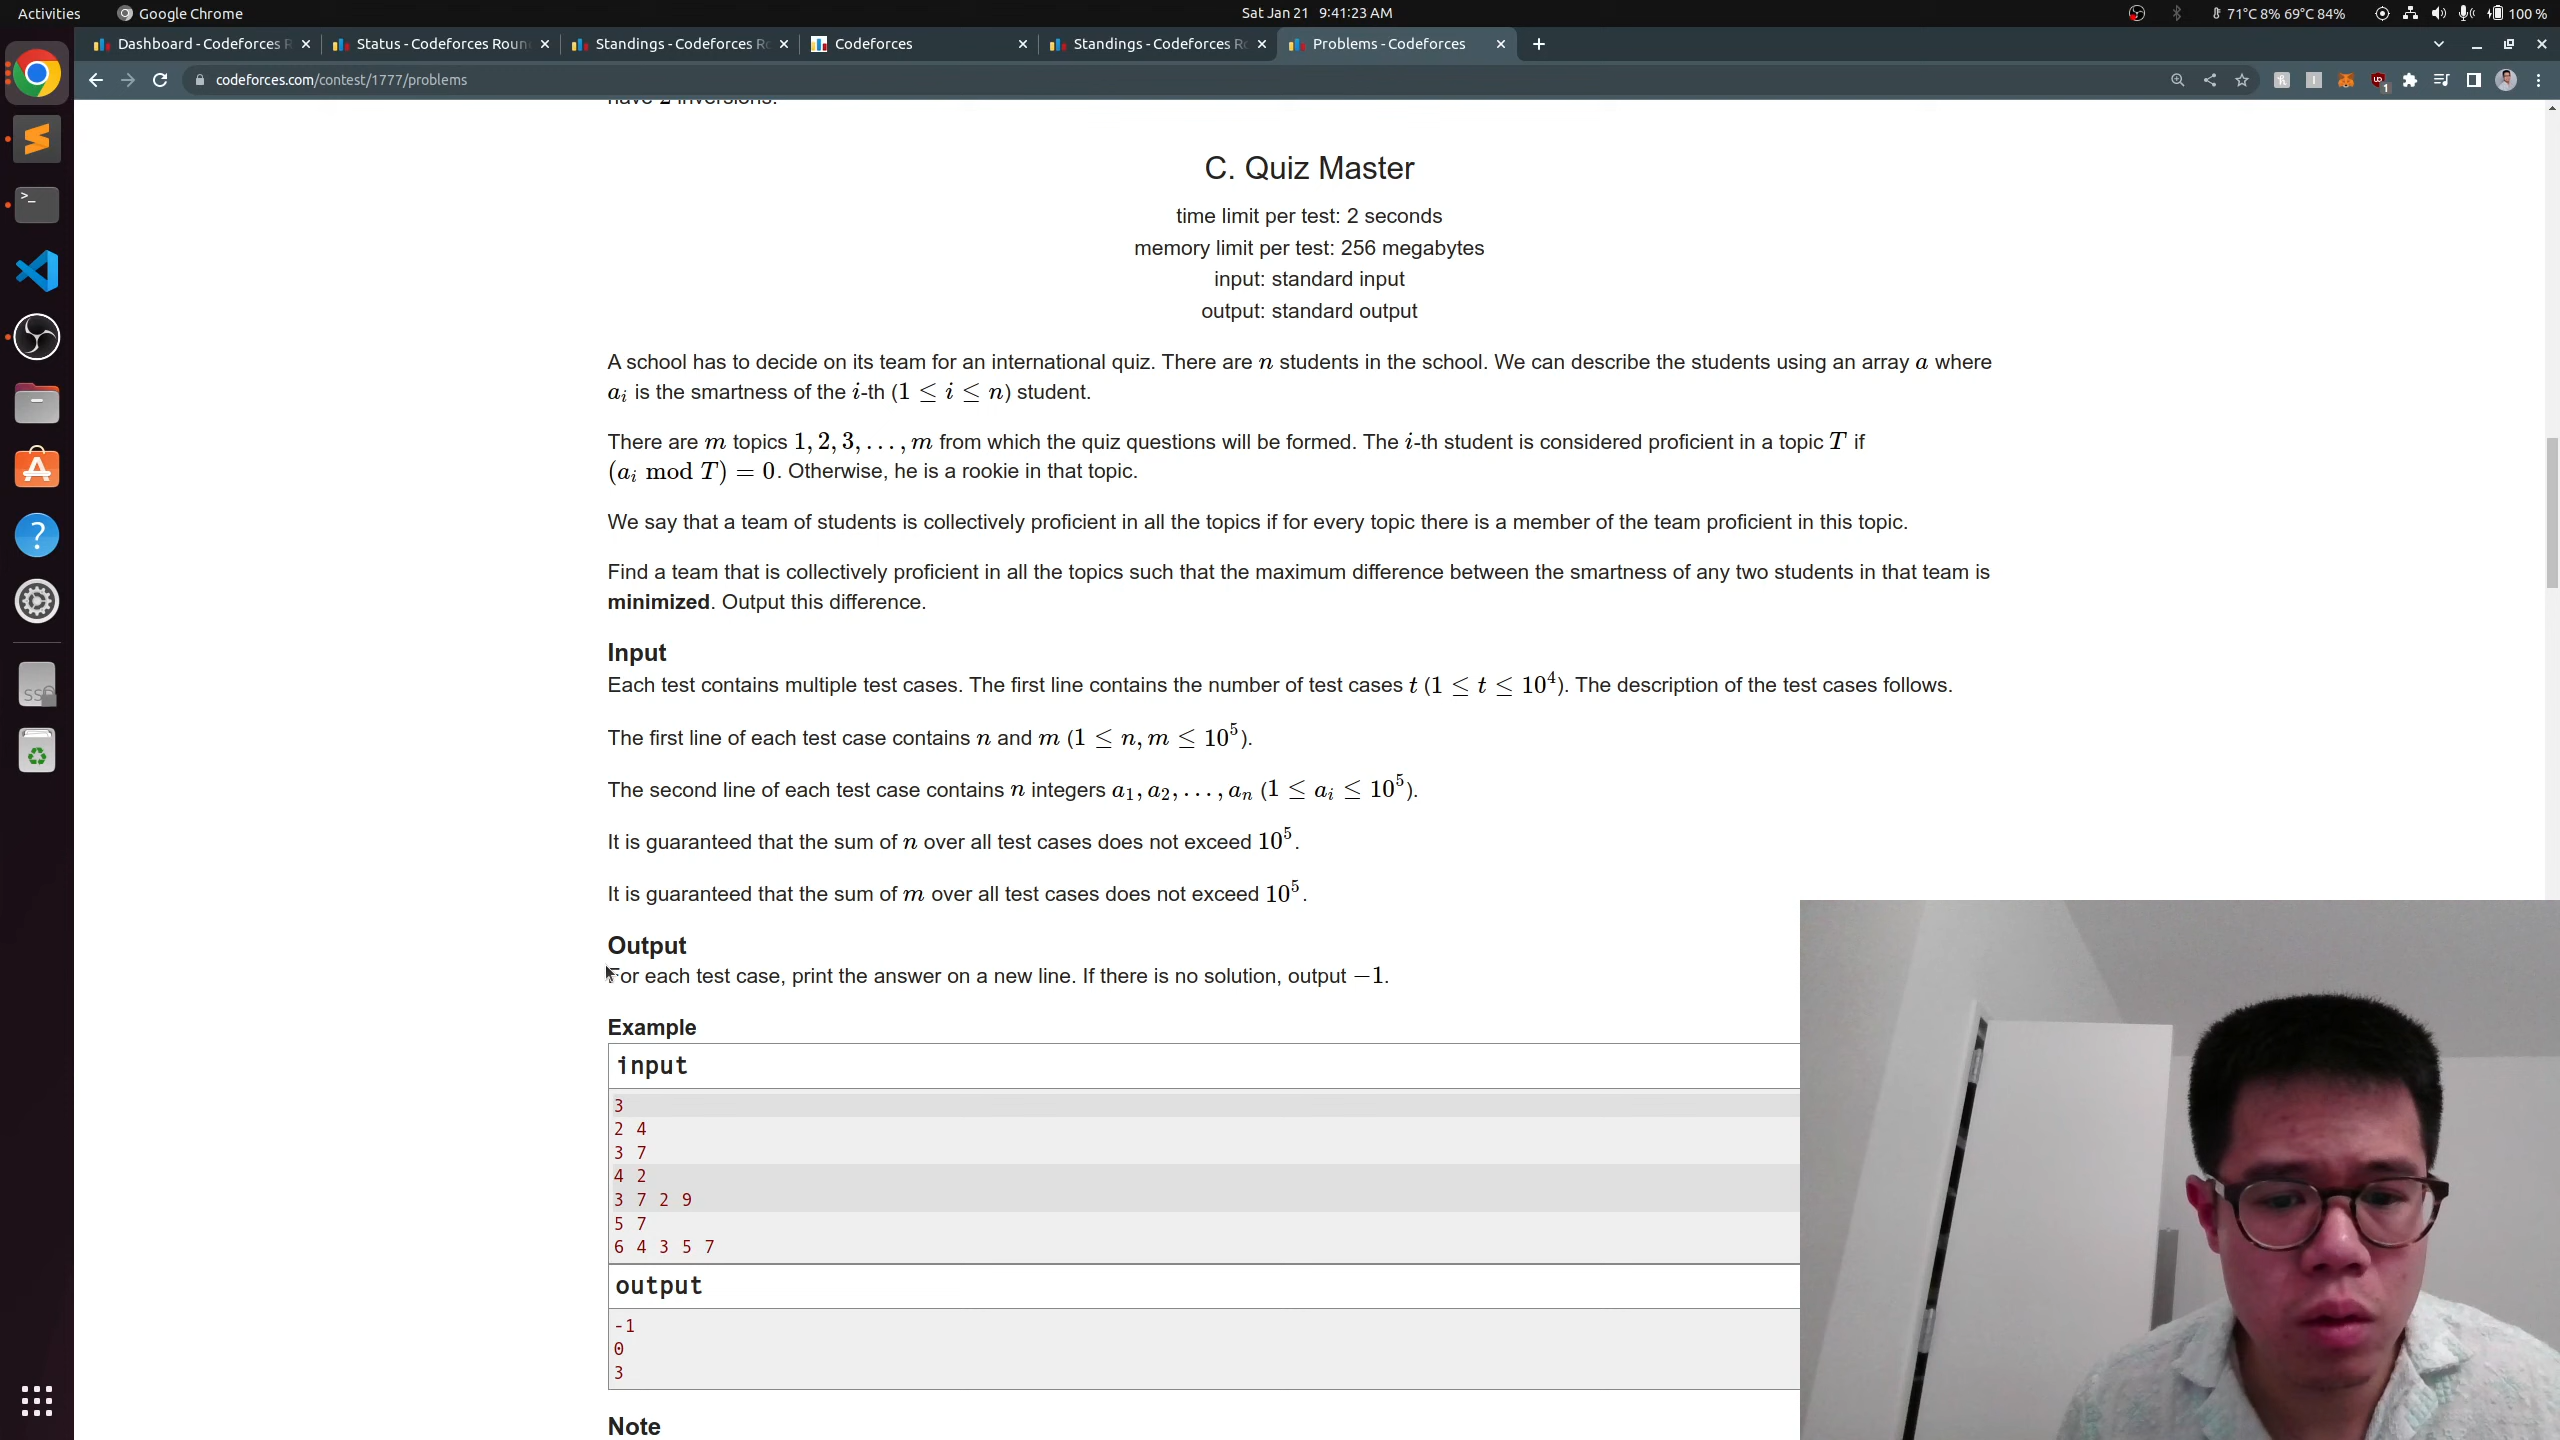 Activities Google Chrome Sat Jan 21 9:41:23 AM 71°C 8% 69°C 84% 100 %
Dashboard - Codeforces R Status - Codeforces Roun Standings - Codeforces Ro Codeforces Standings - Codeforces Ro Problems - Codeforces
codeforces.com/contest/1777/problems
have 2 inversions.
C. Quiz Master
time limit per test: 2 seconds
memory limit per test: 256 megabytes
input: standard input
output: standard output
A school has to decide on its team for an international quiz. There are n students in the school. We can describe the students using an array a where
a_i is the smartness of the i-th (1 ≤ i ≤ n) student.
There are m topics 1, 2, 3, . . . , m from which the quiz questions will be formed. The i-th student is considered proficient in a topic T if
(a_i mod T) = 0. Otherwise, he is a rookie in that topic.
We say that a team of students is collectively proficient in all the topics if for every topic there is a member of the team proficient in this topic.
Find a team that is collectively proficient in all the topics such that the maximum difference between the smartness of any two students in that team is
minimized. Output this difference.
Input
Each test contains multiple test cases. The first line contains the number of test cases t (1 ≤ t ≤ 10^4). The description of the test cases follows.
The first line of each test case contains n and m (1 ≤ n, m ≤ 10^5).
The second line of each test case contains n integers a_1, a_2, . . . , a_n (1 ≤ a_i ≤ 10^5).
It is guaranteed that the sum of n over all test cases does not exceed 10^5.
It is guaranteed that the sum of m over all test cases does not exceed 10^5.
Output
For each test case, print the answer on a new line. If there is no solution, output −1.
Example
input
3
2 4
3 7
4 2
3 7 2 9
5 7
6 4 3 5 7
output
-1
0
3
Note